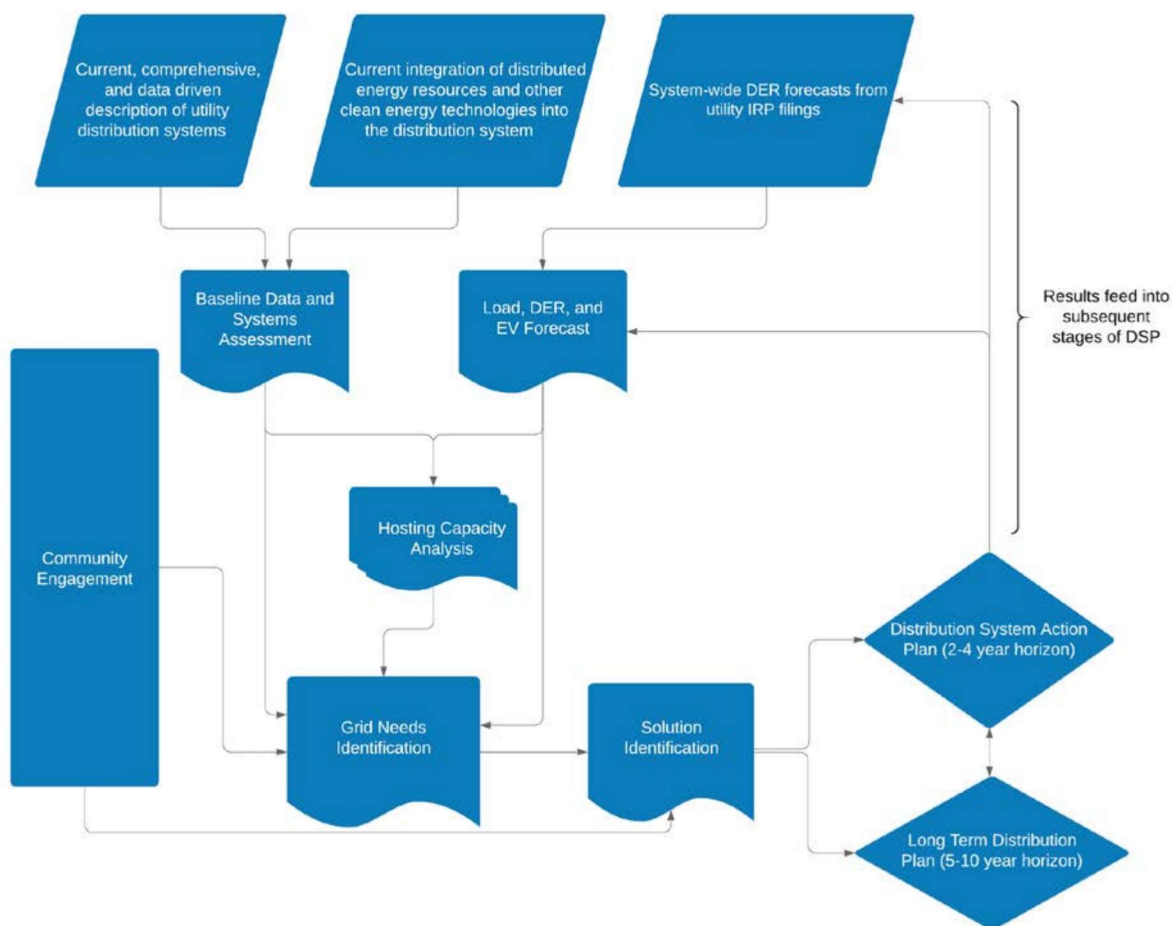 Current, comprehensive,
and data driven
description of utility
distribution systems
Current integration of distributed
energy resources and other
clean energy technologies into
the distribution system
System-wide DER forecasts from
utility IRP filings
Baseline Data and
Systems
Assessment
Load, DER, and
EV Forecast
Results feed into
subsequent
stages of DSP
Hosting Capacity
Analysis
Community
Engagement
Distribution System Action
Plan (2-4 year horizon)
Grid Needs
Identification
Solution
Identification
Long Term Distribution
Plan (5-10 year horizon)